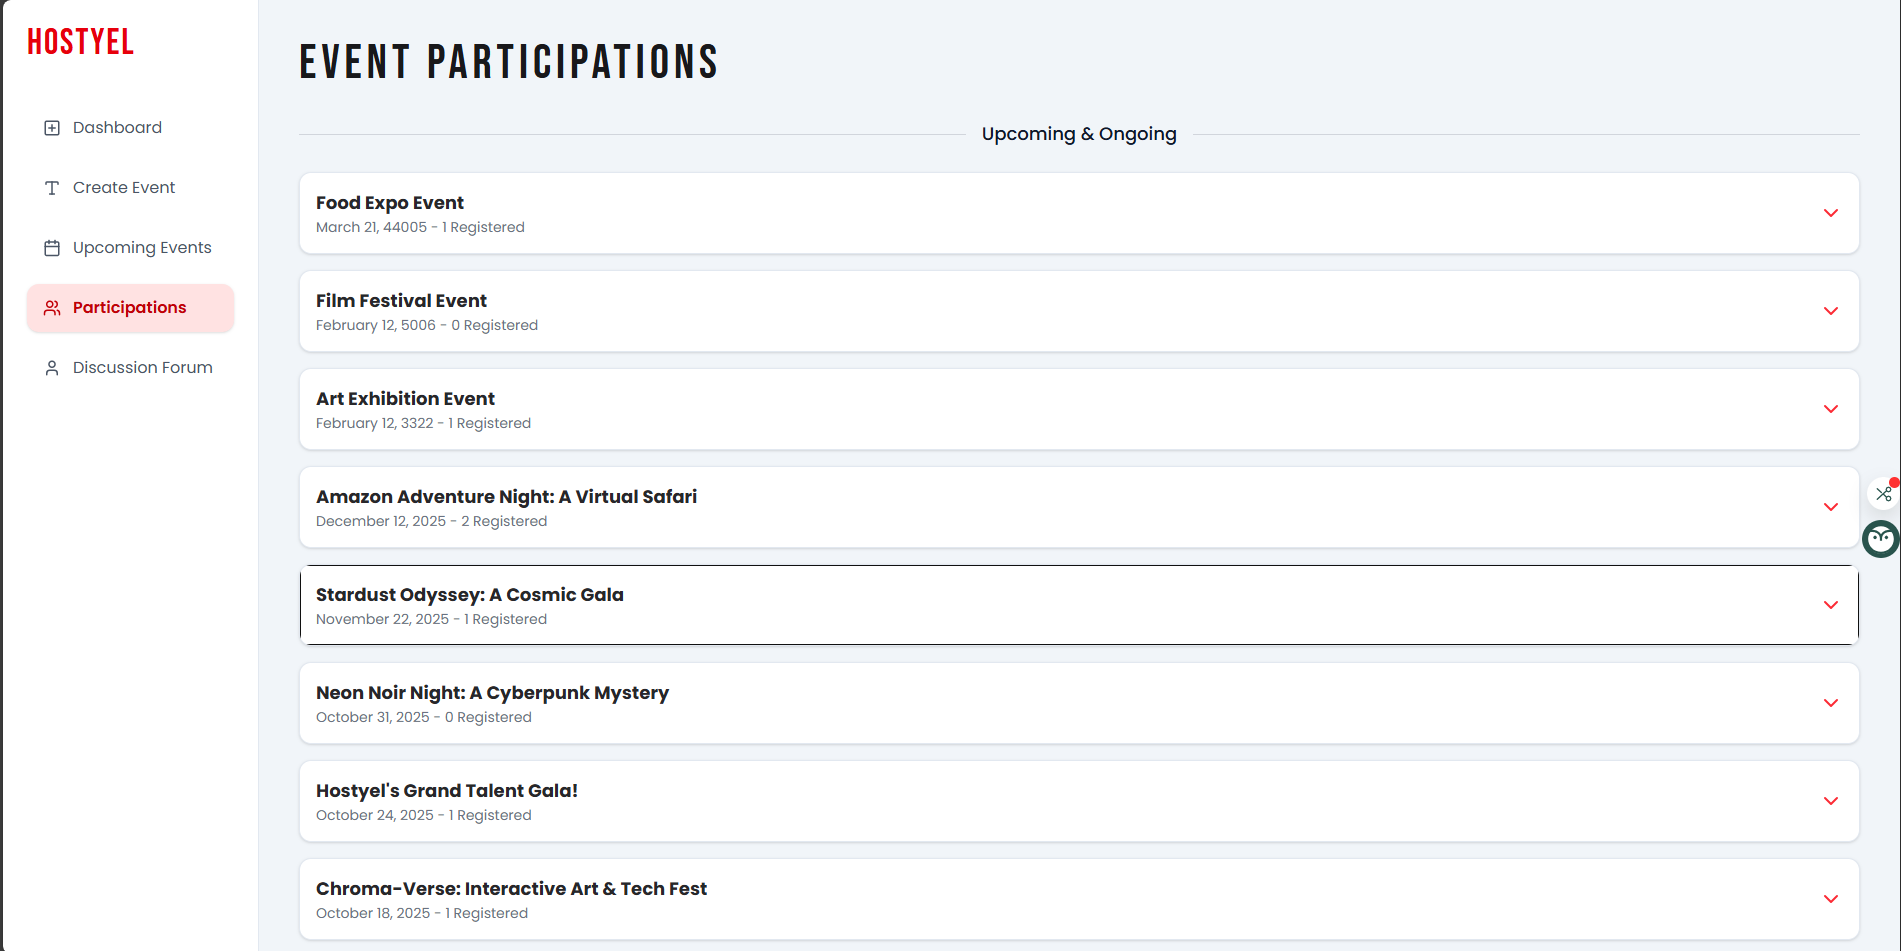 HOSTYEL
Dashboard
Create Event
Upcoming Events
Participations
Discussion Forum
EVENT PARTICIPATIONS
Upcoming & Ongoing
Food Expo Event
March 21, 44005 - 1 Registered
Film Festival Event
February 12, 5006 - 0 Registered
Art Exhibition Event
February 12, 3322 - 1 Registered
Amazon Adventure Night: A Virtual Safari
December 12, 2025 - 2 Registered
Stardust Odyssey: A Cosmic Gala
November 22, 2025 - 1 Registered
Neon Noir Night: A Cyberpunk Mystery
October 31, 2025 - 0 Registered
Hostyel's Grand Talent Gala!
October 24, 2025 - 1 Registered
Chroma-Verse: Interactive Art & Tech Fest
October 18, 2025 - 1 Registered